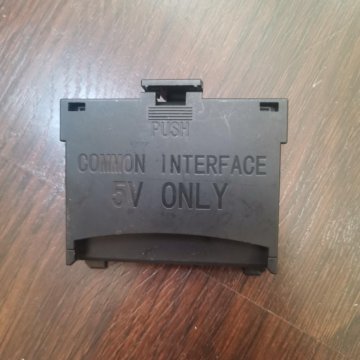 PUSH
COMMON INTERFACE
5V ONLY